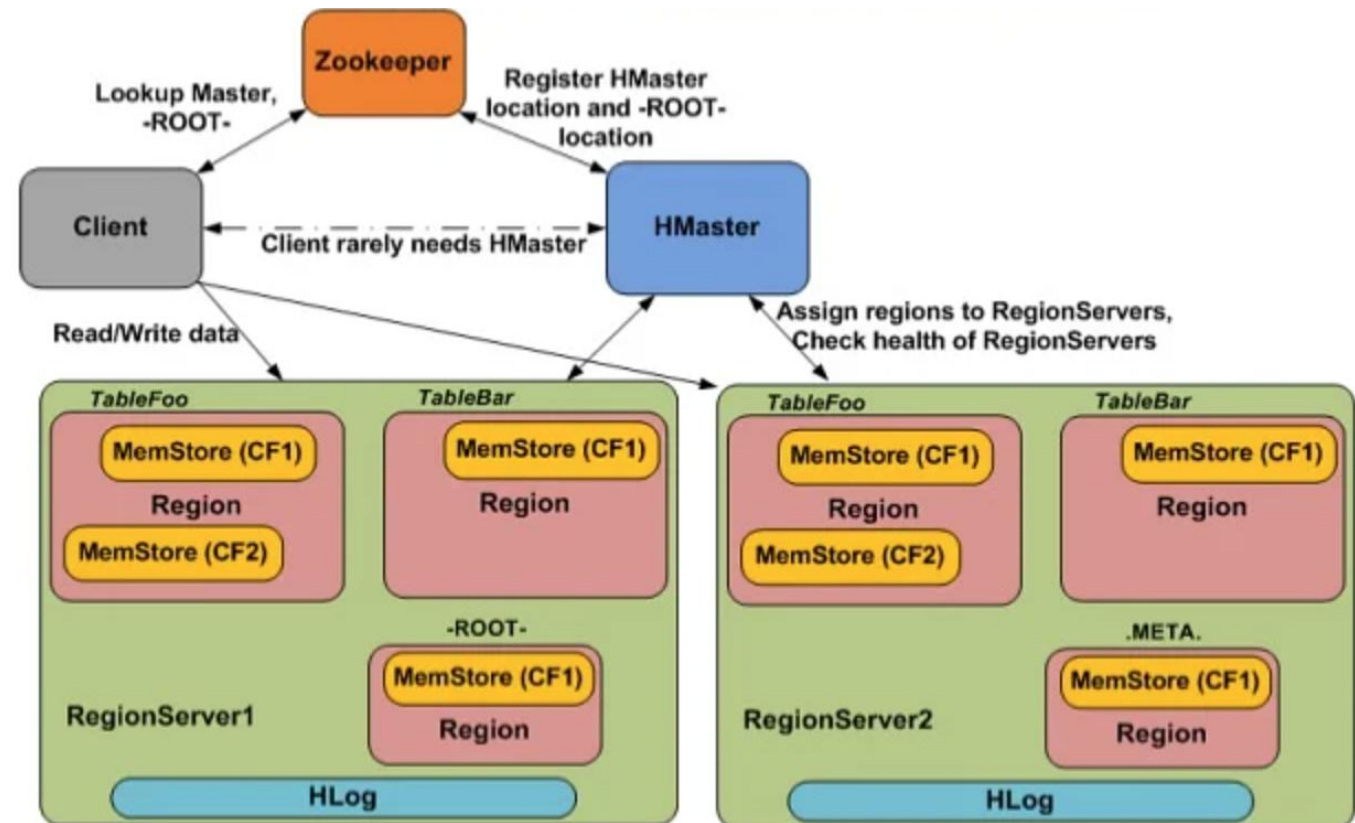 Zookeeper
Lookup Master,
-ROOT-
Register HMaster
location and -ROOT-
location
Client
Client rarely needs HMaster
HMaster
Read/Write data
Assign regions to RegionServers,
Check health of RegionServers
TableFoo
TableBar
MemStore (CF1)
Region
MemStore (CF2)
MemStore (CF1)
Region
-ROOT-
MemStore (CF1)
Region
RegionServer1
HLog
TableFoo
TableBar
MemStore (CF1)
Region
MemStore (CF2)
MemStore (CF1)
Region
.META.
MemStore (CF1)
Region
RegionServer2
HLog